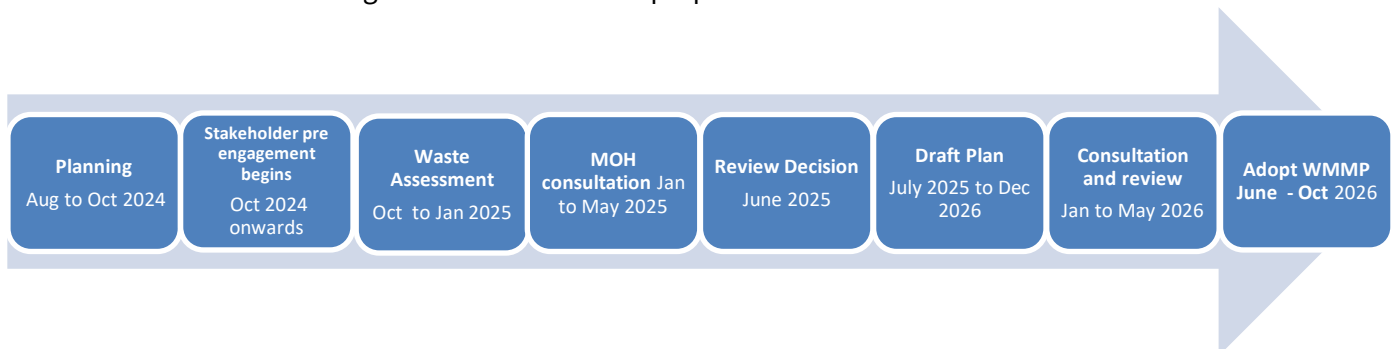 Planning
Aug to Oct 2024
Stakeholder pre
engagement
begins
Oct 2024
onwards
Waste
Assessment
Oct to Jan 2025
MOH
consultation Jan
to May 2025
Review Decision
June 2025
Draft Plan
July 2025 to Dec
2026
Consultation
and review
Jan to May 2026
Adopt WMMP
June - Oct 2026